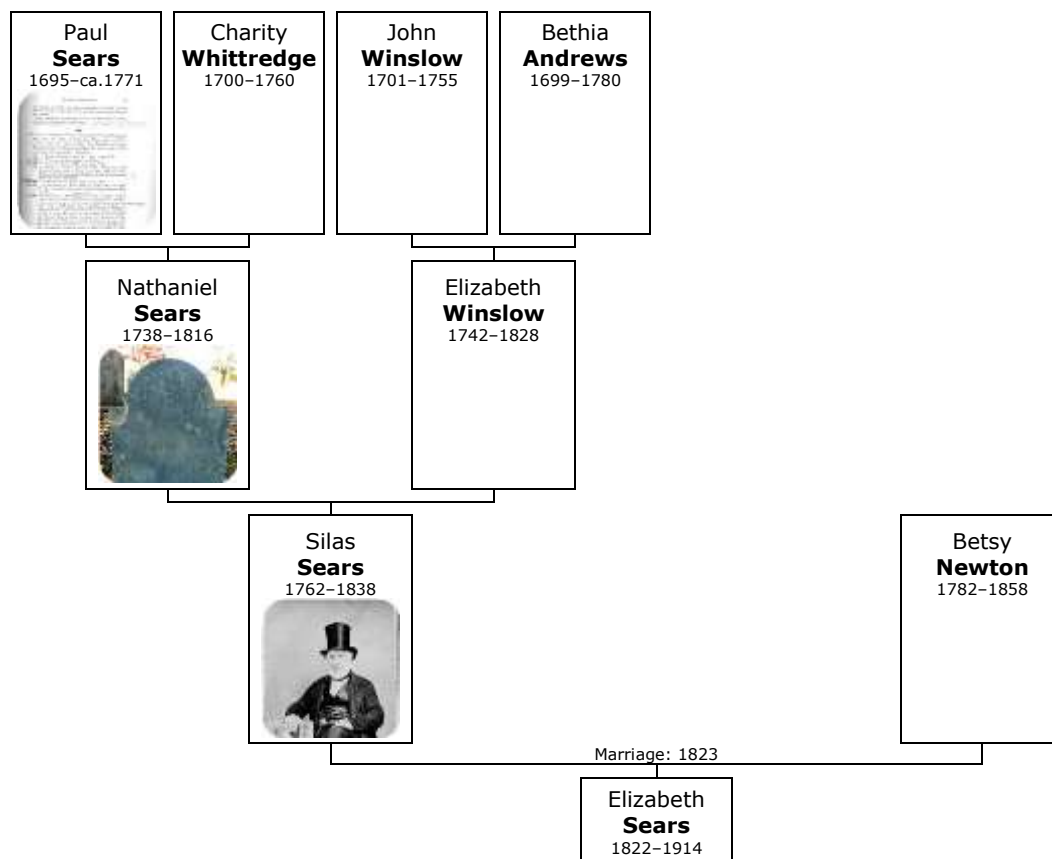 Paul
Sears
1695–ca.1771
Charity
Whittredge
1700–1760
John
Winslow
1701–1755
Bethia
Andrews
1699–1780
Nathaniel
Sears
1738–1816
Elizabeth
Winslow
1742–1828
Silas
Sears
1762–1838
Betsy
Newton
1782–1858
Marriage: 1823
Elizabeth
Sears
1822–1914